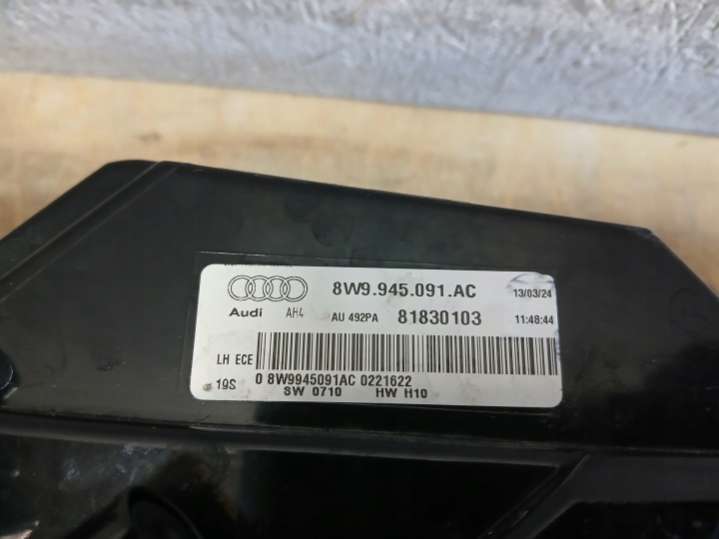 8W9.945.091.AC 13/03/24
Audi AH4 AU 492PA 81830103 11:48:44
LH ECE
19S 0 8W9945091AC 0221622
SW 0710 HW H10